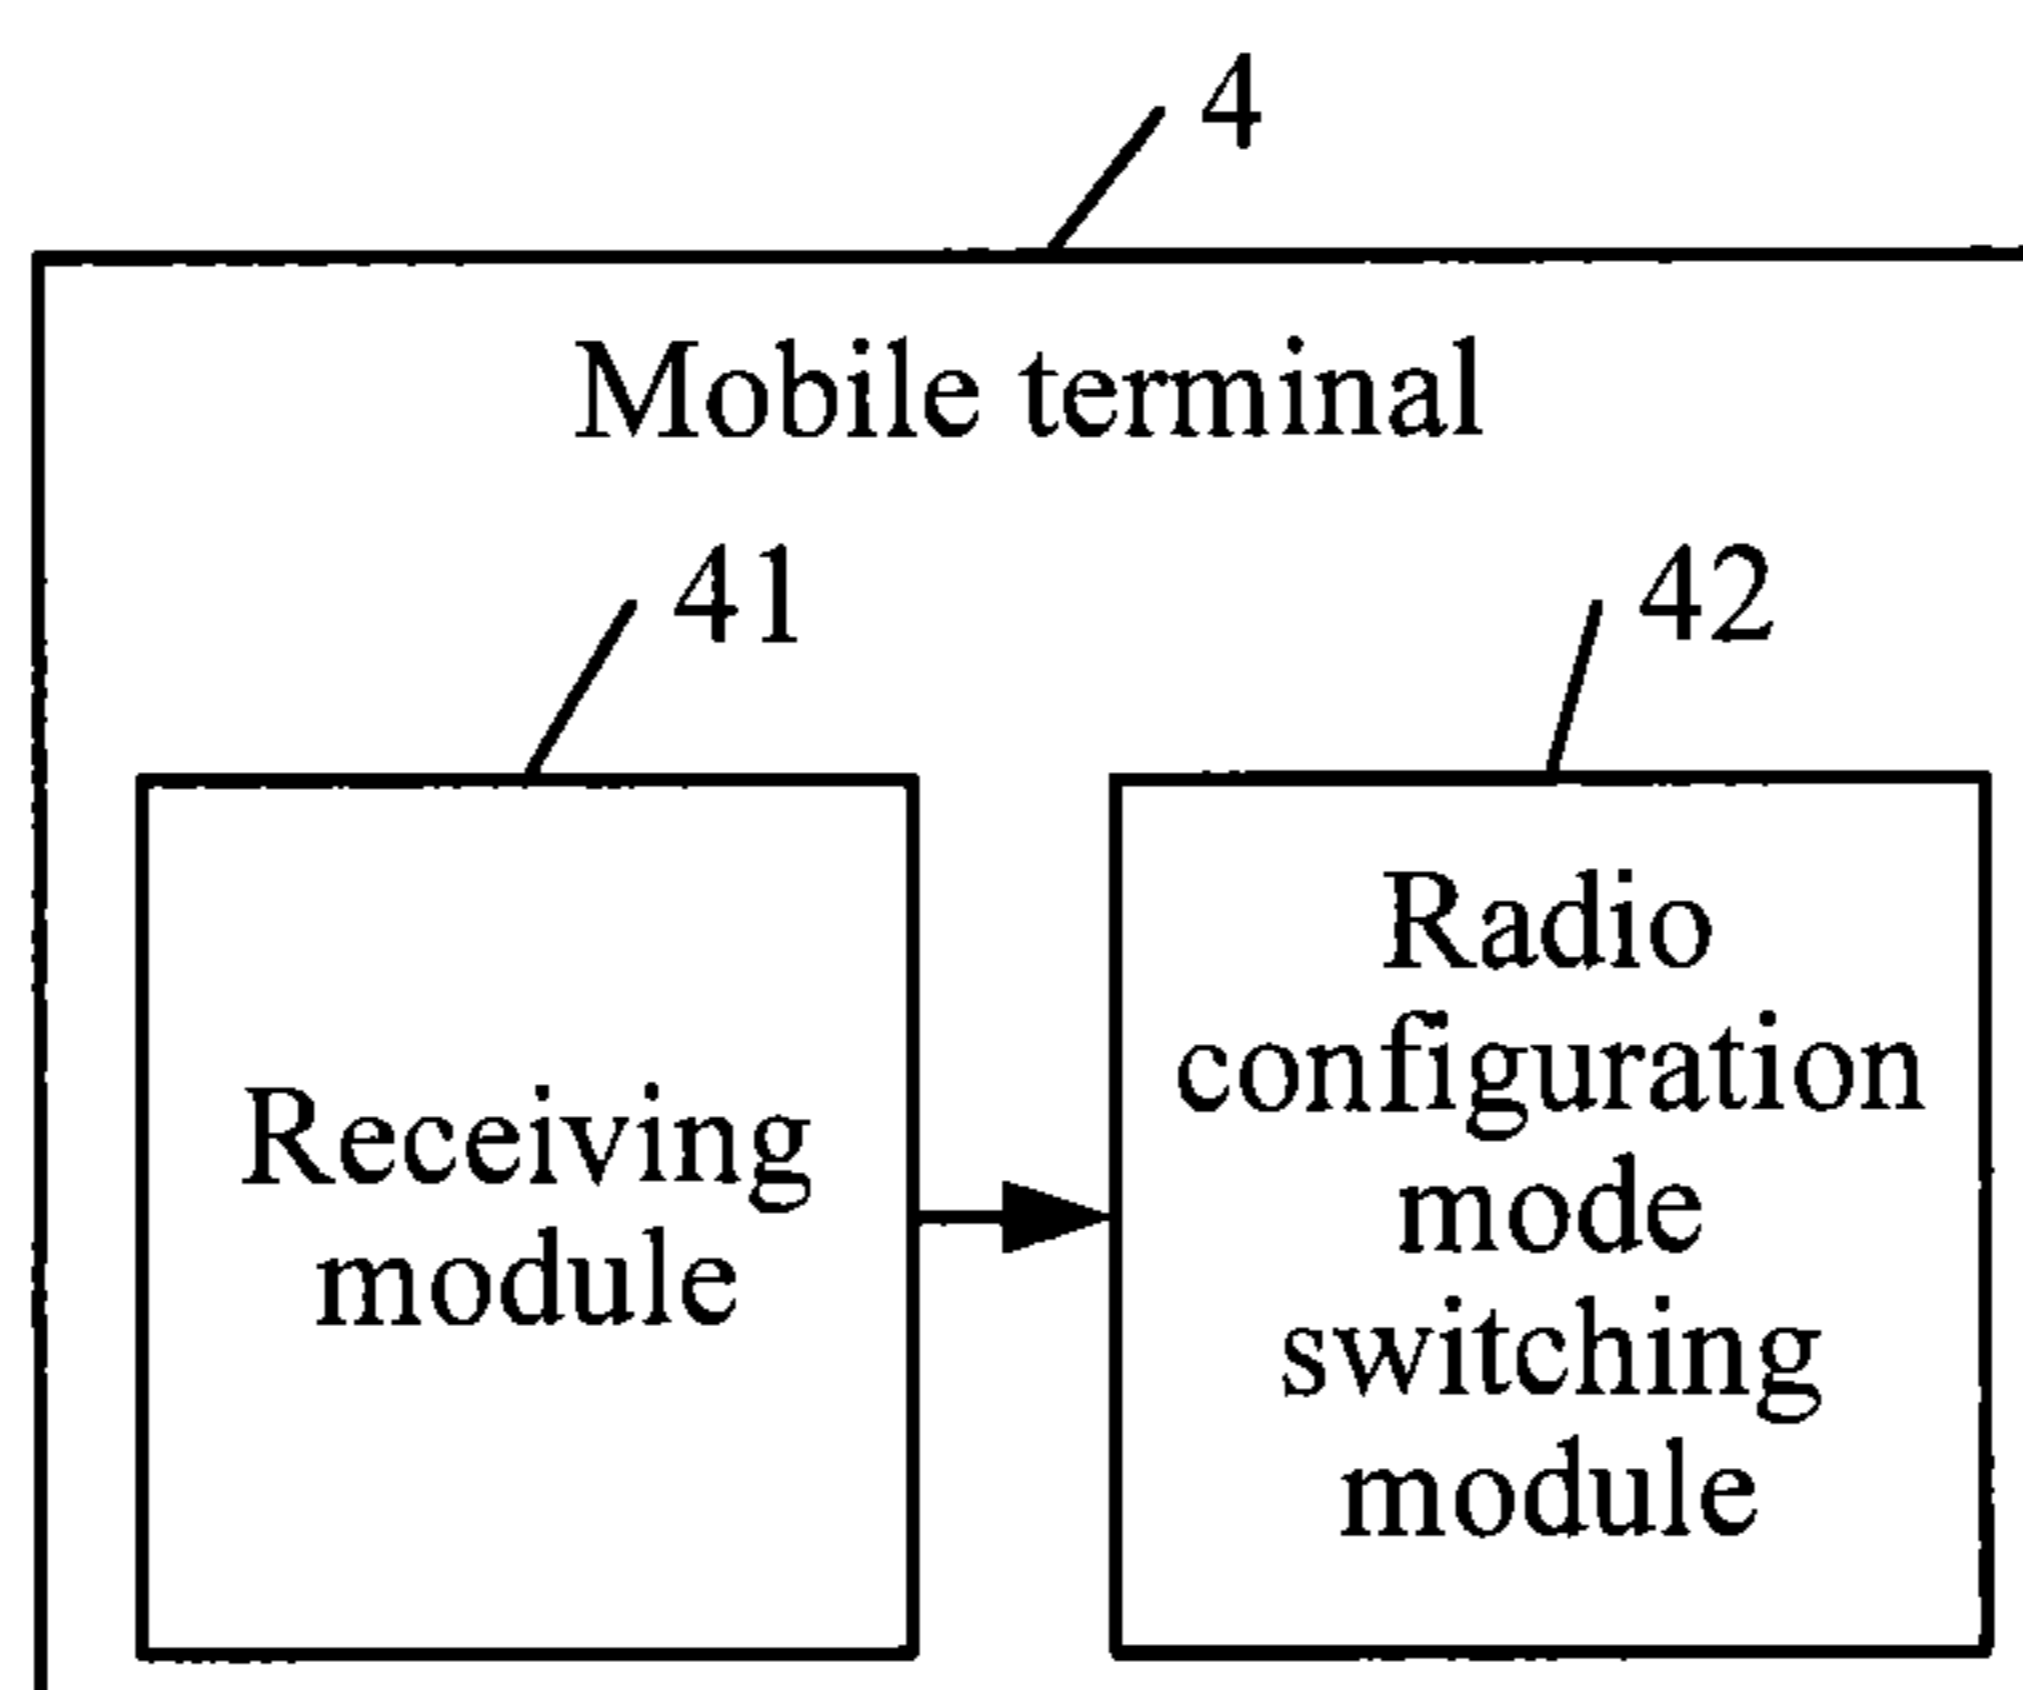 4
Mobile terminal
41
42
Receiving
module
Radio
configuration
mode
switching
module